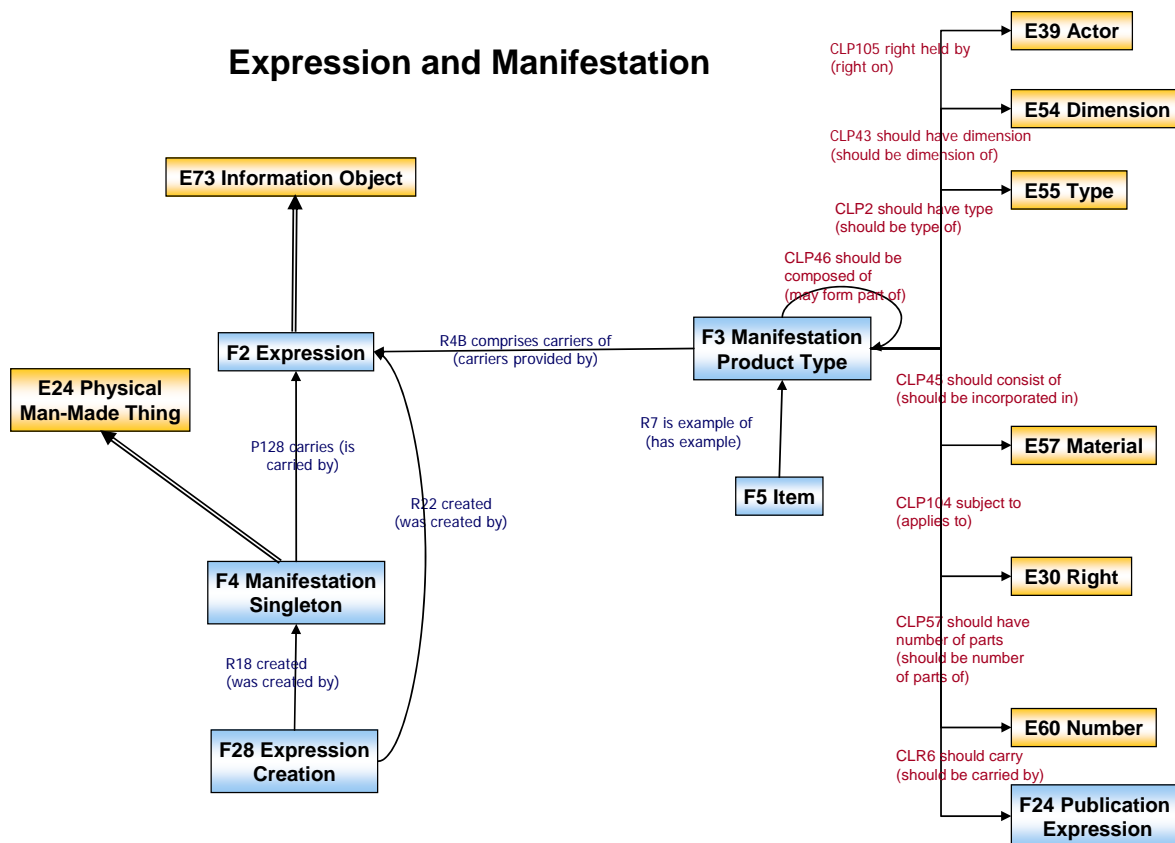 Expression and Manifestation
E39 Actor
CLP105 right held by
(right on)
E54 Dimension
CLP43 should have dimension
(should be dimension of)
E73 Information Object
E55 Type
CLP2 should have type
(should be type of)
CLP46 should be
composed of
(may form part of)
F2 Expression
R4B comprises carriers of
(carriers provided by)
F3 Manifestation
Product Type
E24 Physical
Man-Made Thing
CLP45 should consist of
(should be incorporated in)
R7 is example of
(has example)
P128 carries (is
carried by)
E57 Material
F5 Item
R22 created
(was created by)
CLP104 subject to
(applies to)
F4 Manifestation
Singleton
E30 Right
CLP57 should have
number of parts
(should be number
of parts of)
R18 created
(was created by)
E60 Number
F28 Expression
Creation
CLR6 should carry
(should be carried by)
F24 Publication
Expression